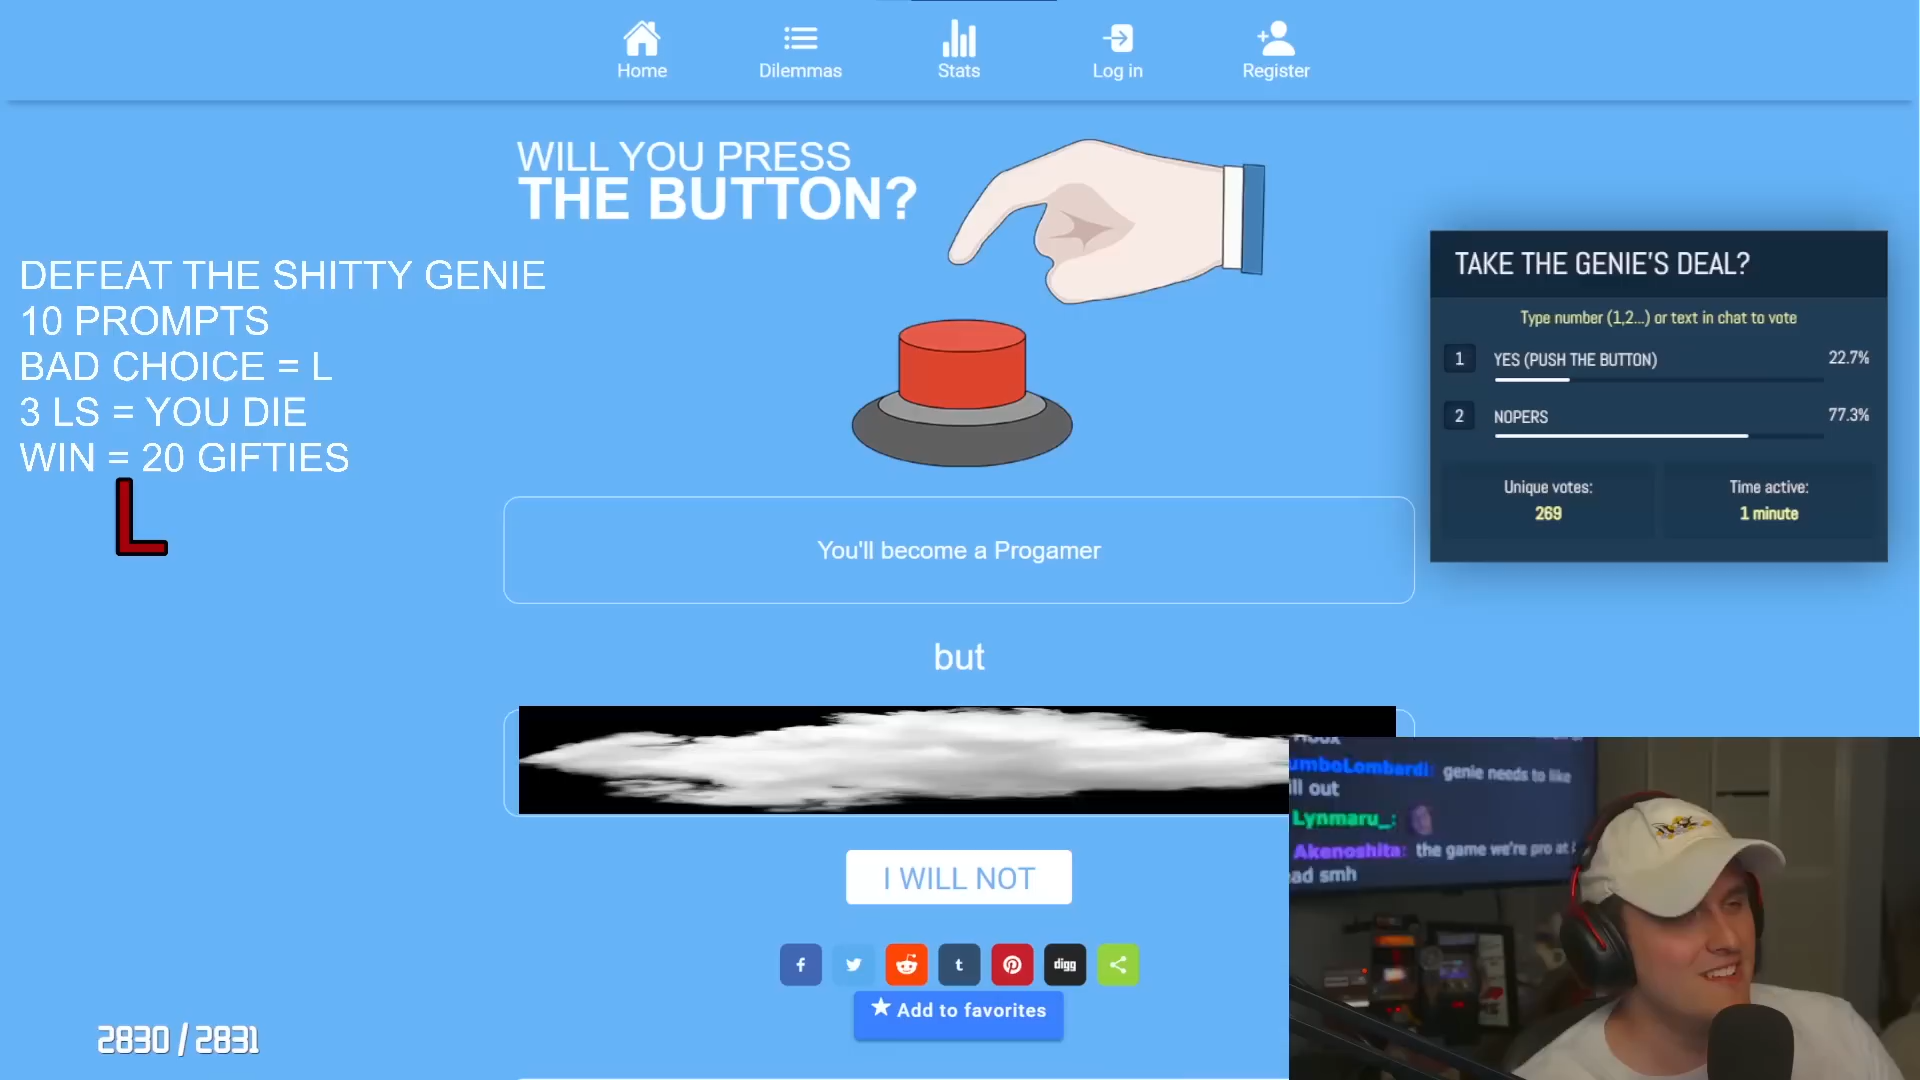 Home
Dilemmas
Stats
Log in
Register
WILL YOU PRESS
THE BUTTON?
DEFEAT THE SHITTY GENIE
10 PROMPTS
BAD CHOICE = L
3 LS = YOU DIE
WIN = 20 GIFTIES
L
TAKE THE GENIE'S DEAL?
Type number (1,2...) or text in chat to vote
1 YES (PUSH THE BUTTON) 22.7%
2 NOPERS 77.3%
Unique votes: Time active:
269 1 minute
You'll become a Progamer
but
umboLombardi: genie needs to like
ll out
Lynmaru_:
Akenoshita: the game we're pro at
ad smh
I WILL NOT
f
t
digg
Add to favorites
2830 / 2831